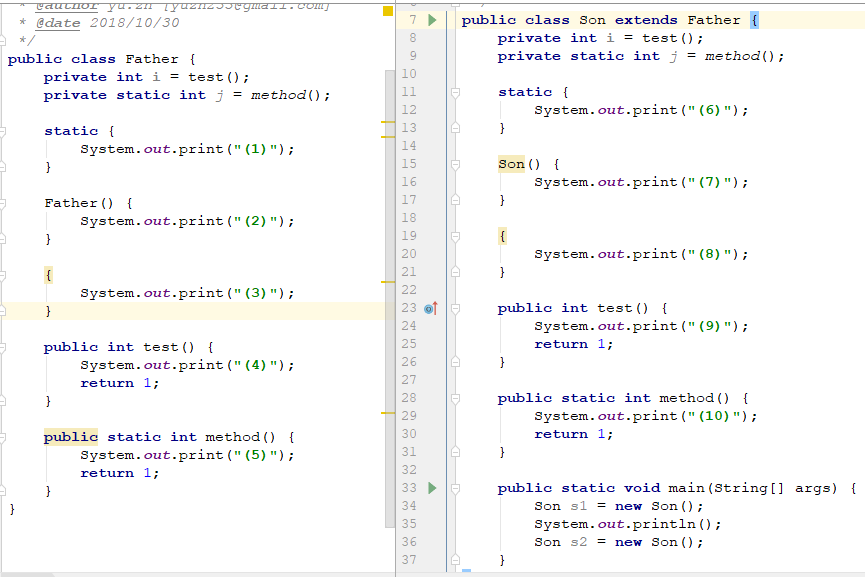 * @author yu.zh [yuzh233@gmail.com]
* @date 2018/10/30
*/
public class Father {
private int i = test();
private static int j = method();
static {
System.out.print("(1)");
}
Father() {
System.out.print("(2)");
}
{
System.out.print("(3)");
}
public int test() {
System.out.print("(4)");
return 1;
}
public static int method() {
System.out.print("(5)");
return 1;
}
}
7 public class Son extends Father {
8 private int i = test();
9 private static int j = method();
10
11 static {
12 System.out.print("(6)");
13 }
14
15 Son() {
16 System.out.print("(7)");
17 }
18
19 {
20 System.out.print("(8)");
21 }
22
23 public int test() {
24 System.out.print("(9)");
25 return 1;
26 }
27
28 public static int method() {
29 System.out.print("(10)");
30 return 1;
31 }
32
33 public static void main(String[] args) {
34 Son s1 = new Son();
35 System.out.println();
36 Son s2 = new Son();
37 }